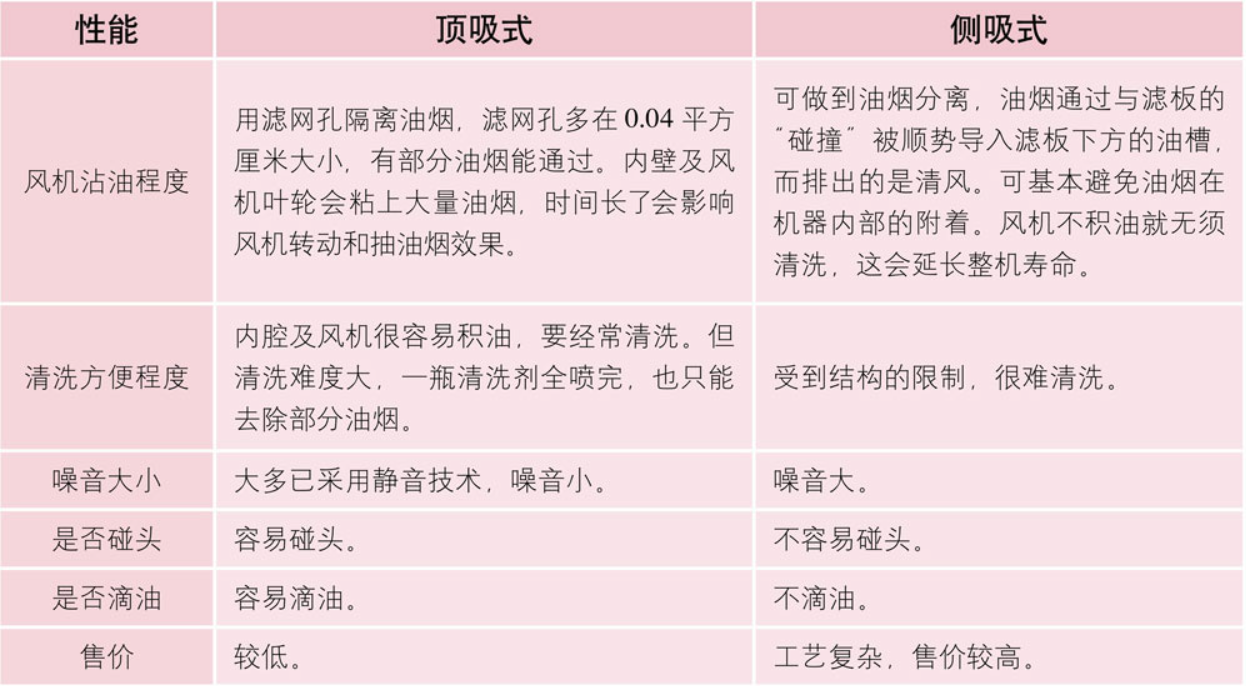 性能
顶吸式
侧吸式
风机沾油程度
用滤网孔隔离油烟，滤网孔多在 0.04 平方
厘米大小，有部分油烟能通过。内壁及风
机叶轮会粘上大量油烟，时间长了会影响
风机转动和抽油烟效果。
可做到油烟分离，油烟通过与滤板的
“碰撞”被顺势导入滤板下方的油槽，
而排出的是清风。可基本避免油烟在
机器内部的附着。风机不积油就无须
清洗，这会延长整机寿命。
清洗方便程度
内腔及风机很容易积油，要经常清洗。但
清洗难度大，一瓶清洗剂全喷完，也只能
去除部分油烟。
受到结构的限制，很难清洗。
噪音大小
大多已采用静音技术，噪音小。
噪音大。
是否碰头
容易碰头。
不容易碰头。
是否滴油
容易滴油。
不滴油。
售价
较低。
工艺复杂，售价较高。